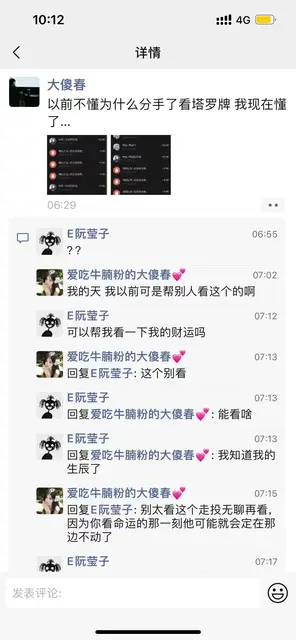 10:12
4G
详情
大傻春
以前不懂为什么分手了看塔罗牌 我现在懂
了...
06:29
E阮莹子
06:55
? ?
爱吃牛腩粉的大傻春💕
07:02
我的天 我以前可是帮别人看这个的啊
E阮莹子
07:12
可以帮我看一下我的财运吗
爱吃牛腩粉的大傻春💕
07:13
回复E阮莹子: 这个别看
E阮莹子
07:13
回复爱吃牛腩粉的大傻春💕: 能看啥
E阮莹子
07:13
回复爱吃牛腩粉的大傻春💕: 我知道我的
生辰了
爱吃牛腩粉的大傻春💕
07:15
回复E阮莹子: 别太看这个走投无聊再看,
因为你看命运的那一刻他可能就会定在那
边不动了
E阮莹子
07:17
发表评论: